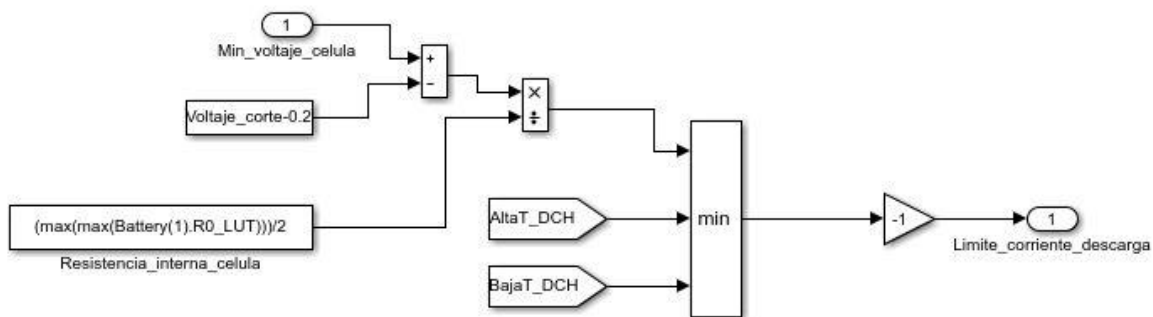 1
Min_voltaje_celula
+
−
Voltaje_corte-0.2
×
÷
(max(max(Battery(1).R0_LUT)))/2
Resistencia_interna_celula
AltaT_DCH
BajaT_DCH
min
-1
1
Limite_corriente_descarga